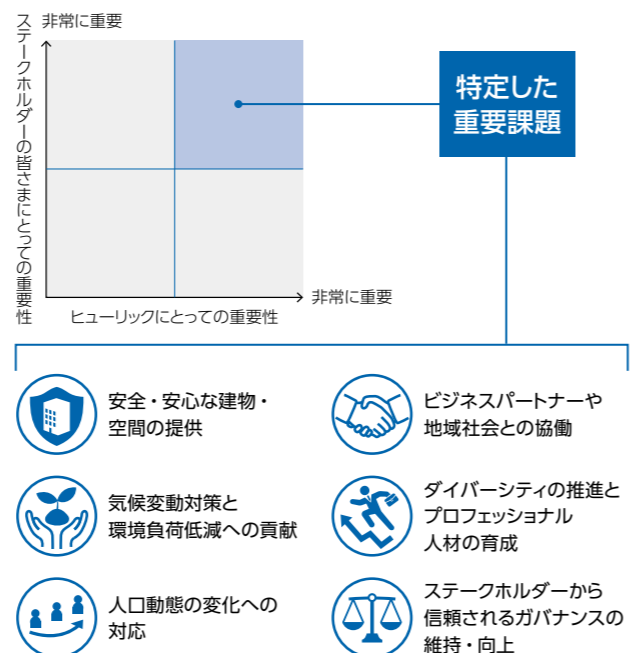 非常に重要
ステークホルダーの皆さまにとっての重要性
特定した
重要課題
非常に重要
ヒューリックにとっての重要性
安全・安心な建物・
空間の提供
ビジネスパートナーや
地域社会との協働
気候変動対策と
環境負荷低減への貢献
ダイバーシティの推進と
プロフェッショナル
人材の育成
人口動態の変化への
対応
ステークホルダーから
信頼されるガバナンスの
維持・向上